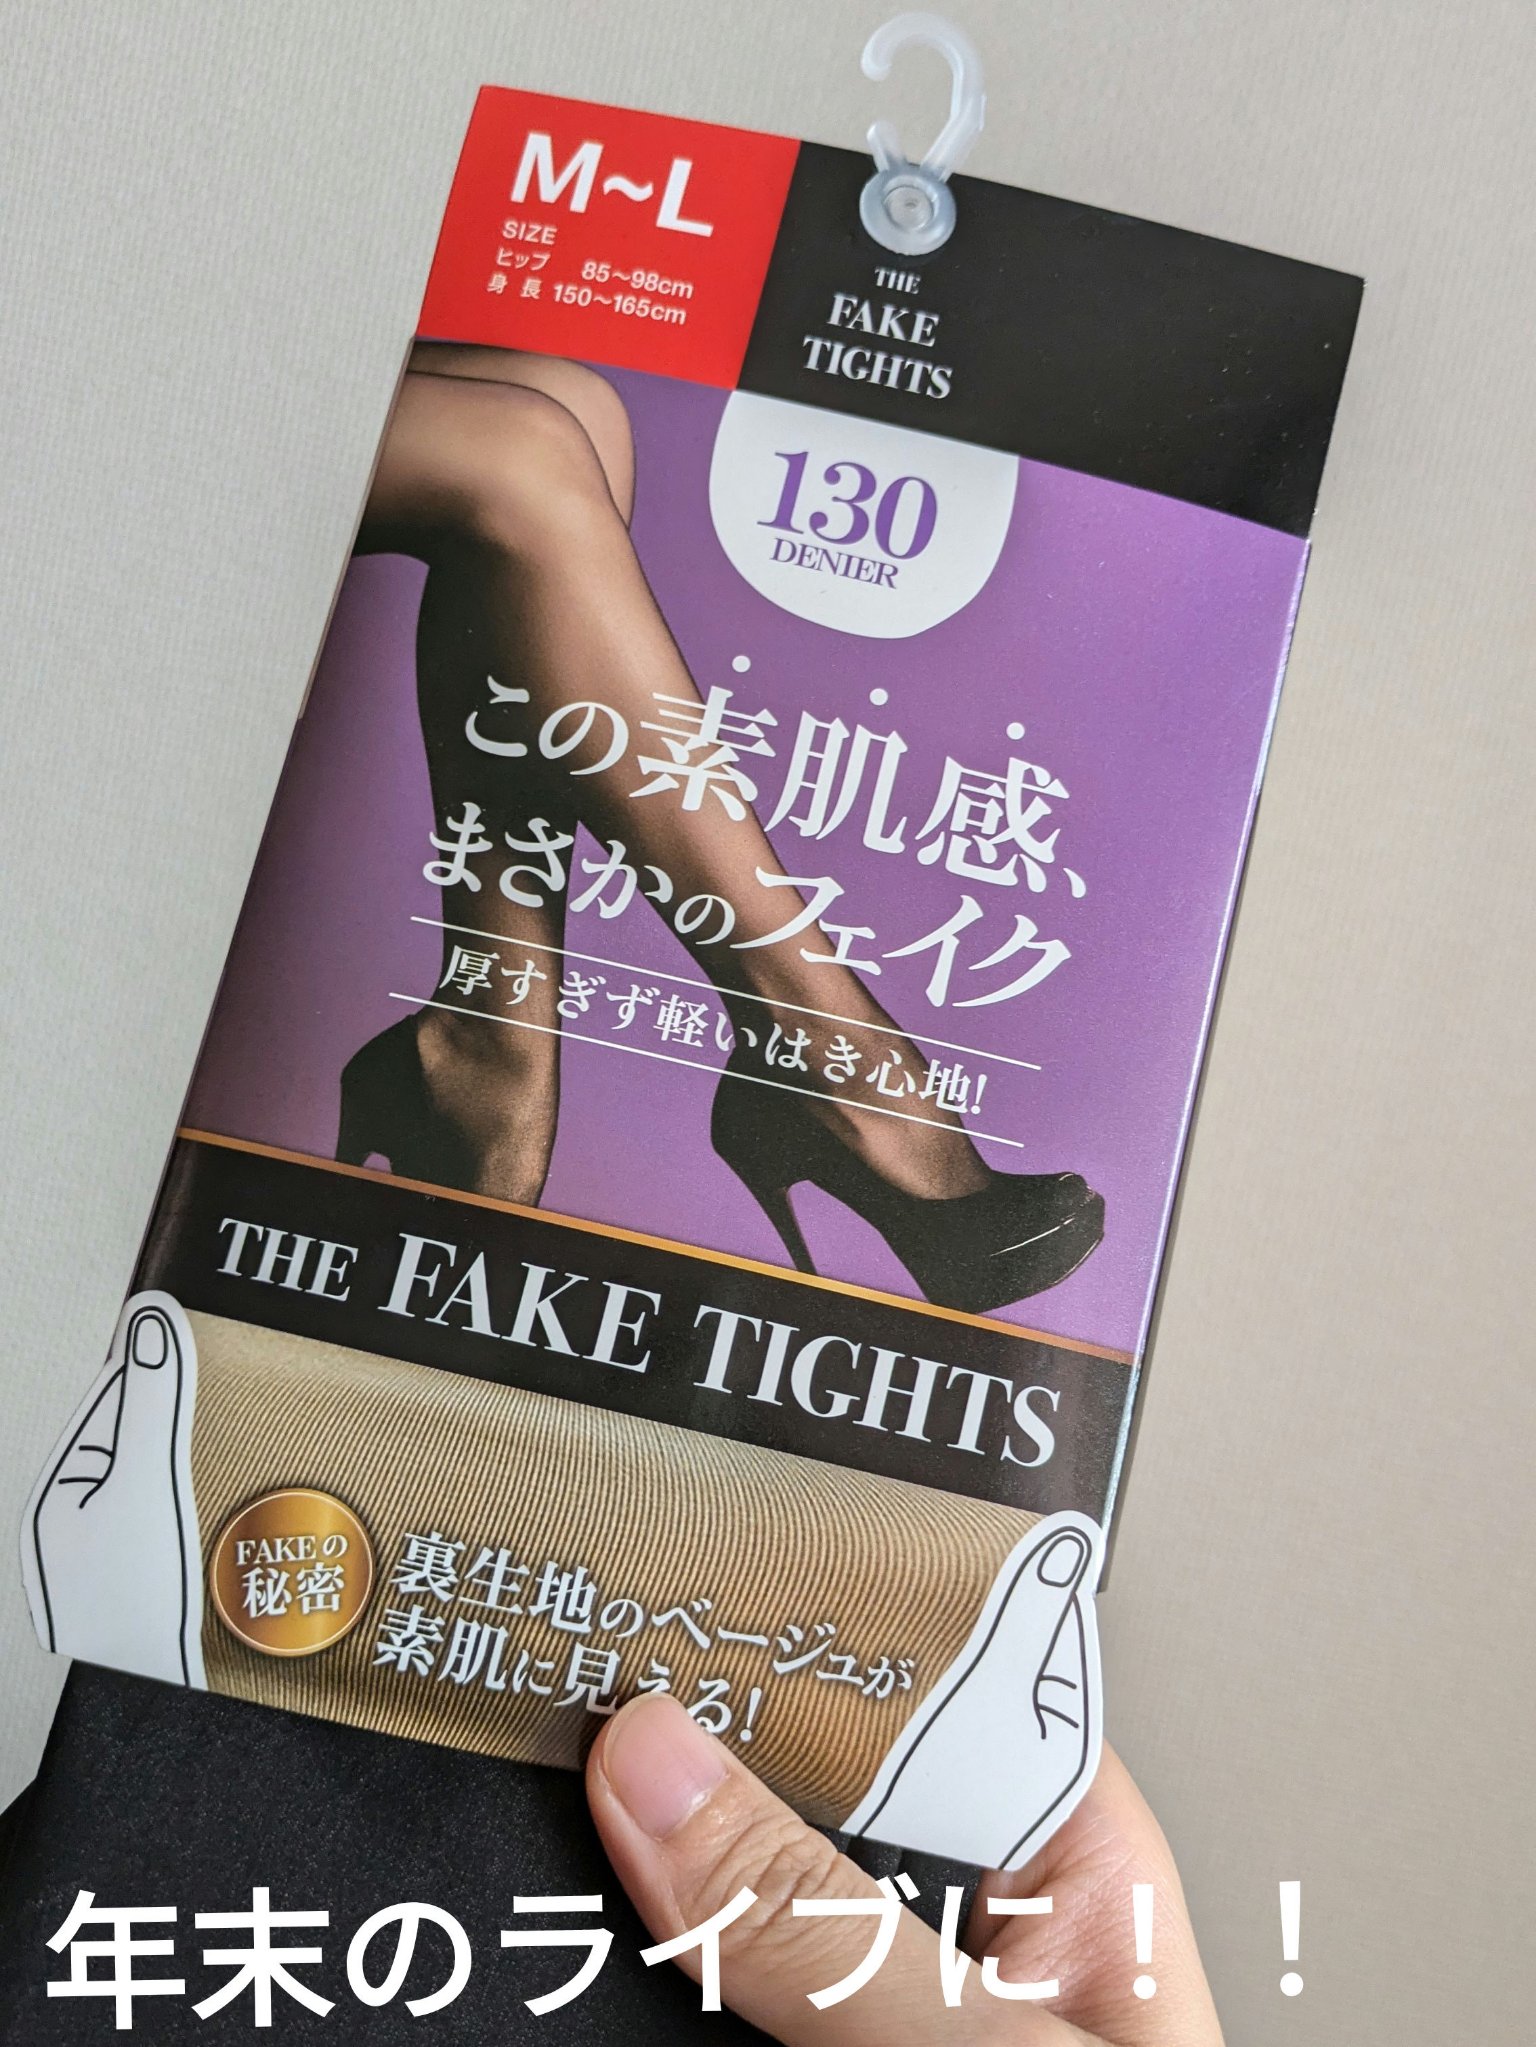 M~L
SIZE
ヒップ 85~98cm
身長 150~165cm
THE
FAKE
TIGHTS
130
DENIER
この素肌感、
まさかのフェイク
厚すぎず軽いはき心地!
THE FAKE TIGHTS
FAKEの
秘密
裏生地のベージュが
素肌に見える!
年末のライブに！！